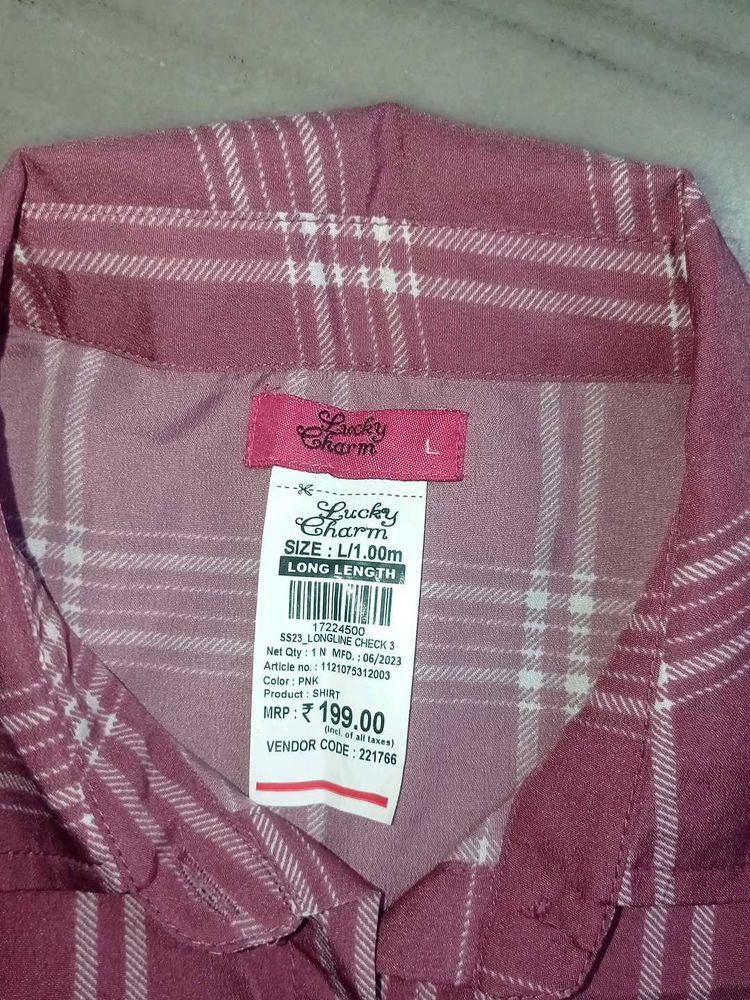 Lucky
Charm
L
Lucky
Charm
SIZE : L/1.00m
LONG LENGTH
17224500
SS23_LONGLINE CHECK 3
Net Qty : 1 N MFD. : 06/2023
Article no. : 1121075312003
Color : PNK
Product : SHIRT
MRP : ₹ 199.00
(incl. of all taxes)
VENDOR CODE : 221766